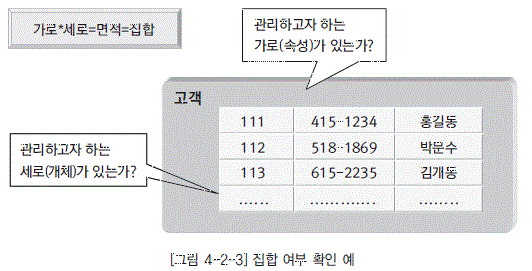 가로*세로=면적=집합
관리하고자 하는
가로(속성)가 있는가?
고객
111 415-1234 홍길동
112 518-1869 박문수
113 615-2235 김개동
...... ............. ........
관리하고자 하는
세로(개체)가 있는가?
[그림 4-2-3] 집합 여부 확인 예